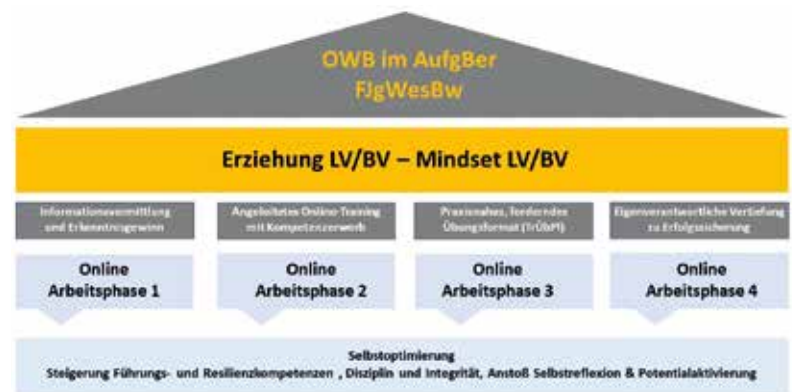 OWB im AufgBer
FJgWesBw
Erziehung LV/BV – Mindset LV/BV
Informationsvermittlung
und Erkenntnisgewinn
Angeleitetes Online-Training
mit Kompetenzerwerb
Praxisnahes, forderndes
Übungsformat (TrÜbPl)
Eigenverantwortliche Vertiefung
zu Erfolgssicherung
Online
Arbeitsphase 1
Online
Arbeitsphase 2
Online
Arbeitsphase 3
Online
Arbeitsphase 4
Selbstoptimierung
Steigerung Führungs- und Resilienzkompetenzen , Disziplin und Integrität, Anstoß Selbstreflexion & Potentialaktivierung